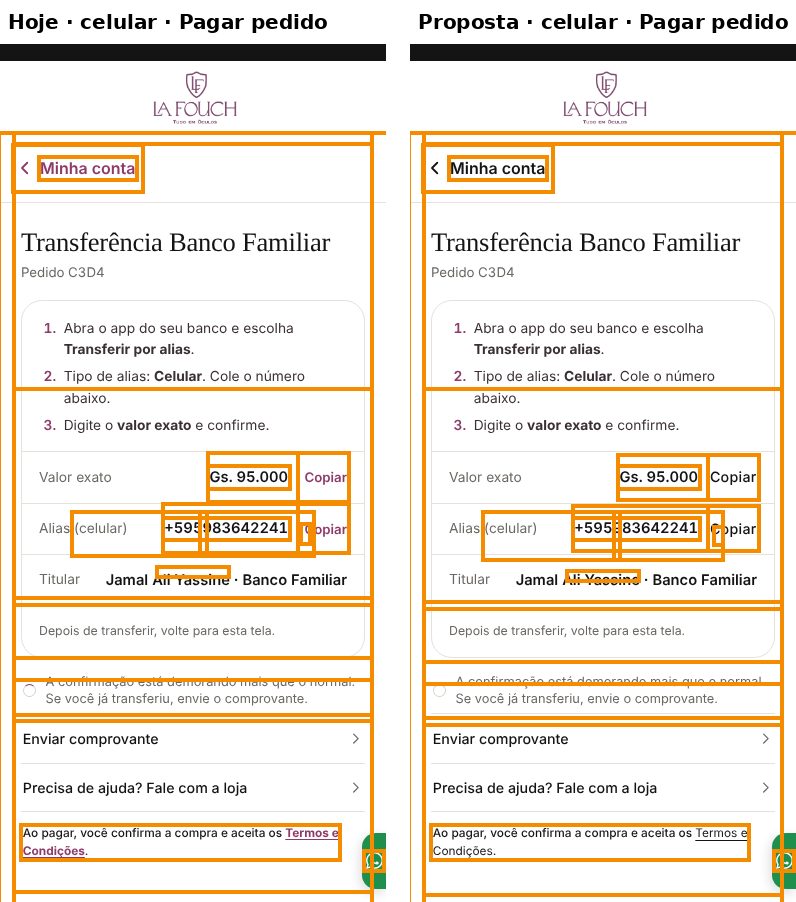 Hoje · celular · Pagar pedido
LA FOUCH
TUDO EM ÓCULOS
Minha conta
Transferência Banco Familiar
Pedido C3D4
1. Abra o app do seu banco e escolha
Transferir por alias.
2. Tipo de alias: Celular. Cole o número
abaixo.
3. Digite o valor exato e confirme.
Valor exato Gs. 95.000 Copiar
Alias (celular) +595983642241 Copiar
Titular Jamal Ali Yassine · Banco Familiar
Depois de transferir, volte para esta tela.
A confirmação está demorando mais que o normal.
Se você já transferiu, envie o comprovante.
Enviar comprovante
Precisa de ajuda? Fale com a loja
Ao pagar, você confirma a compra e aceita os Termos e
Condições.
Proposta · celular · Pagar pedido
LA FOUCH
TUDO EM ÓCULOS
Minha conta
Transferência Banco Familiar
Pedido C3D4
1. Abra o app do seu banco e escolha
Transferir por alias.
2. Tipo de alias: Celular. Cole o número
abaixo.
3. Digite o valor exato e confirme.
Valor exato Gs. 95.000 Copiar
Alias (celular) +595983642241 Copiar
Titular Jamal Ali Yassine · Banco Familiar
Depois de transferir, volte para esta tela.
A confirmação está demorando mais que o normal.
Se você já transferiu, envie o comprovante.
Enviar comprovante
Precisa de ajuda? Fale com a loja
Ao pagar, você confirma a compra e aceita os Termos e
Condições.